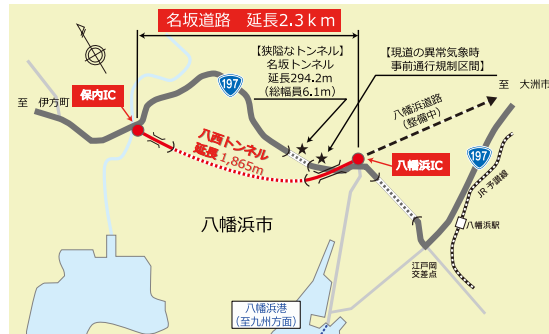 名坂道路 延長2.3km
【狭隘なトンネル】
名坂トンネル
延長294.2m
(総幅員6.1m)
【現道の異常気象時
事前通行規制区間】
至 大洲市
保内IC
至 伊方町
197
八幡浜道路
(整備中)
八西トンネル
延長 1,865m
八幡浜IC
197
JR 予讃線
八幡浜市
八幡浜駅
江戸岡
交差点
八幡浜港
(至九州方面)